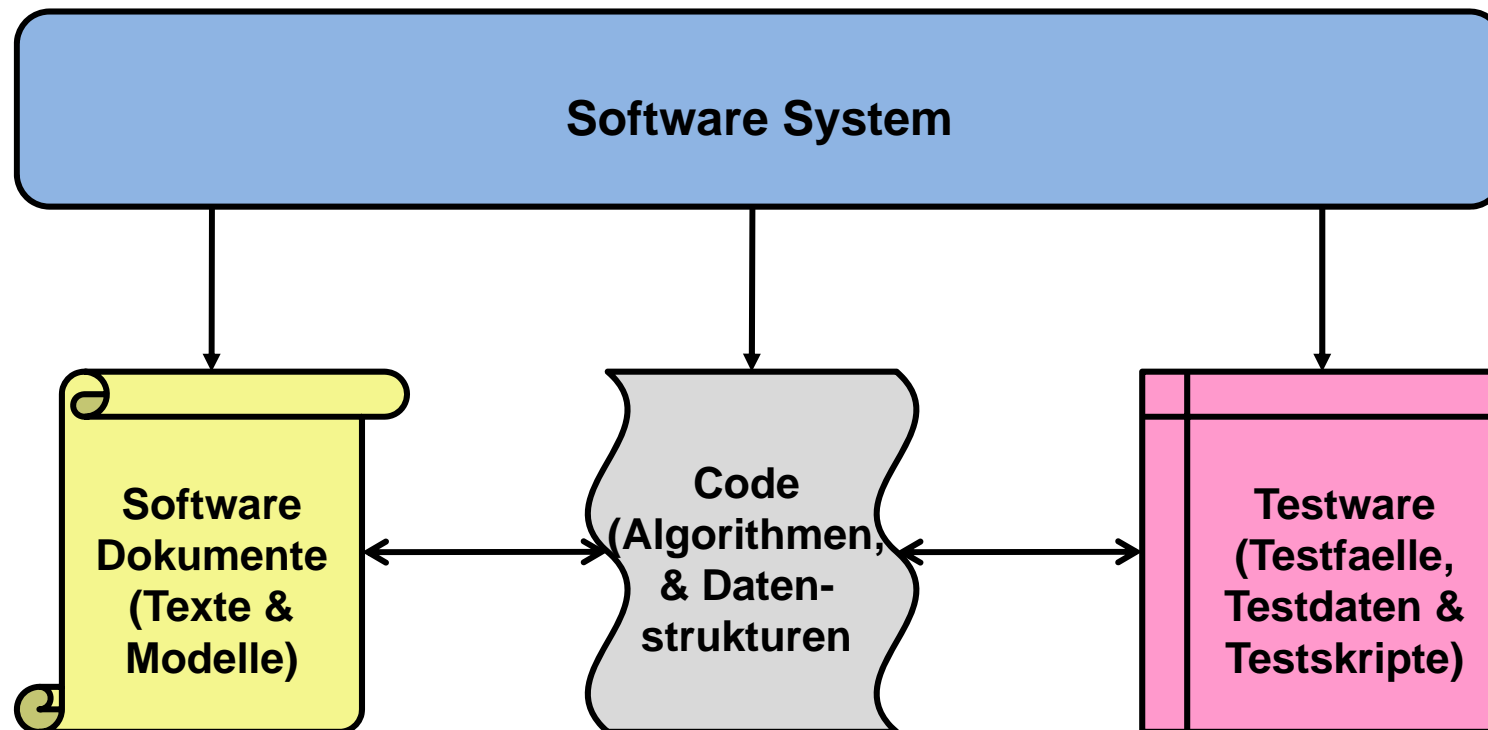 Software System
Software
Dokumente
(Texte &
Modelle)
Code
(Algorithmen,
& Daten-
strukturen
Testware
(Testfaelle,
Testdaten &
Testskripte)